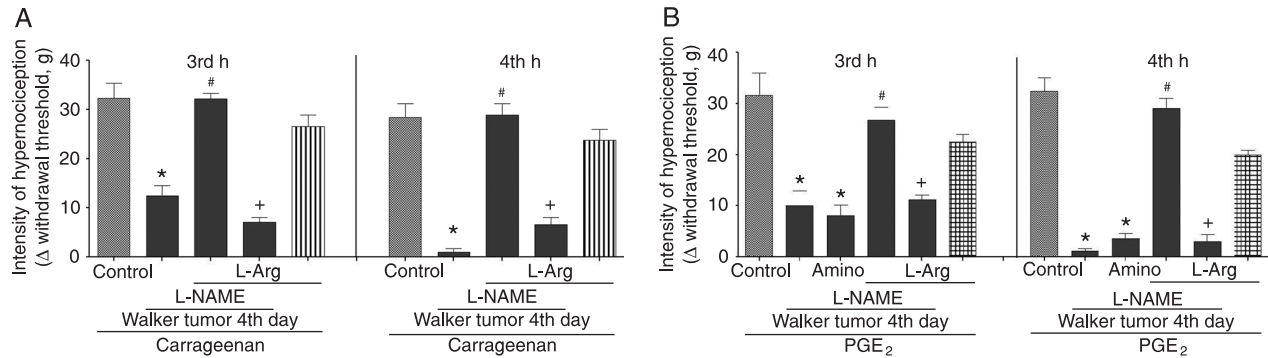 A
Intensity of hypernociception
(Δ withdrawal threshold, g)
40
30
20
10
0
3rd h
4th h
*
#
+
*
#
+
Control
L-Arg
Control
L-Arg
L-NAME
L-NAME
Walker tumor 4th day
Walker tumor 4th day
Carrageenan
Carrageenan
B
Intensity of hypernociception
(Δ withdrawal threshold, g)
40
30
20
10
0
3rd h
4th h
*
*
#
+
*
*
#
+
Control
Amino
L-Arg
Control
Amino
L-Arg
L-NAME
L-NAME
Walker tumor 4th day
Walker tumor 4th day
PGE₂
PGE₂